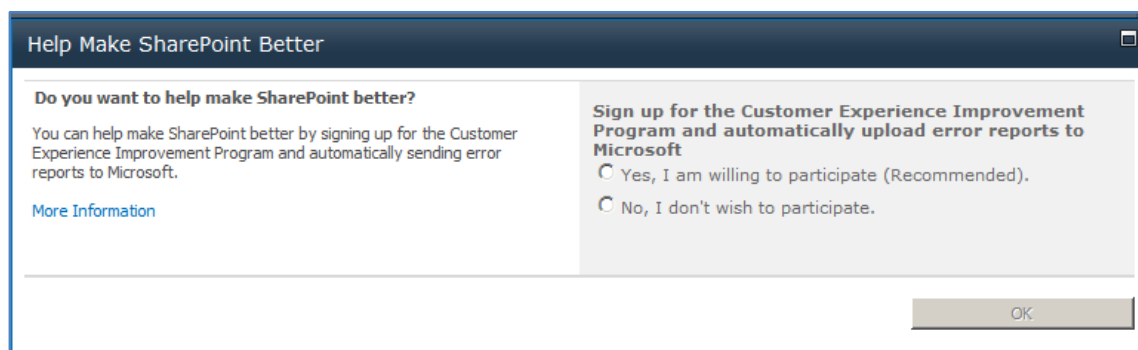 Help Make SharePoint Better
Do you want to help make SharePoint better?
You can help make SharePoint better by signing up for the Customer
Experience Improvement Program and automatically sending error
reports to Microsoft.
More Information
Sign up for the Customer Experience Improvement
Program and automatically upload error reports to
Microsoft
Yes, I am willing to participate (Recommended).
No, I don't wish to participate.
OK